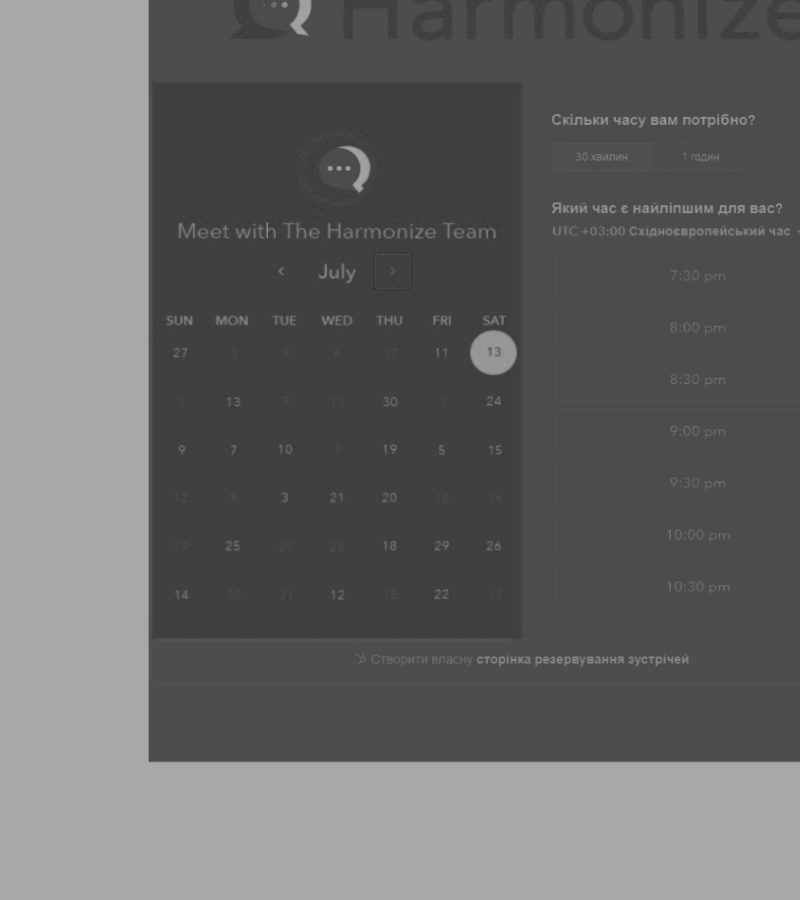 Harmonize
Meet with The Harmonize Team
July
SUN MON TUE WED THU FRI SAT
27 3 9 6 17 11 13
1 13 9 11 30 3 24
9 7 10 7 19 5 15
12 9 3 21 20 18 16
19 25 29 25 18 29 26
14 30 31 12 15 22 17
Скільки часу вам потрібно?
30 хвилин 1 годин
Який час є найліпшим для вас?
UTC +03:00 Східноєвропейський час
7:30 pm
8:00 pm
8:30 pm
9:00 pm
9:30 pm
10:00 pm
10:30 pm
Створити власну сторінка резервування зустрічей